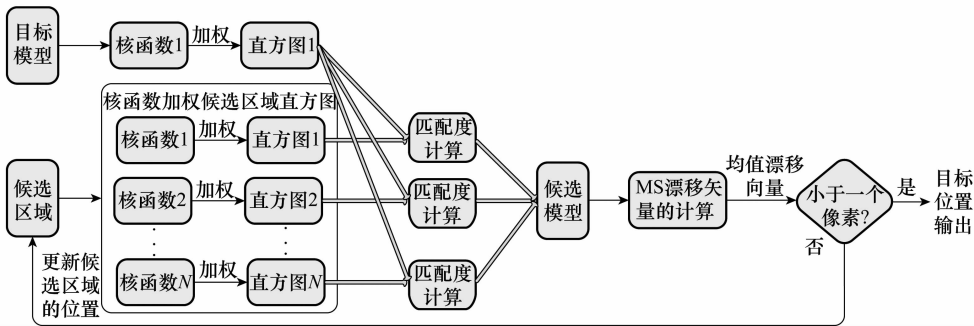 目标
模型
核函数1
加权
直方图1
核函数加权候选区域直方图
核函数1
加权
直方图1
匹配度
计算
候选
区域
核函数2
加权
直方图2
匹配度
计算
候选
模型
MS漂移矢
量的计算
均值漂移
向量
小于一个
像素?
是
目标
位置
输出
否
更新候
选区域
的位置
核函数N
加权
直方图N
匹配度
计算